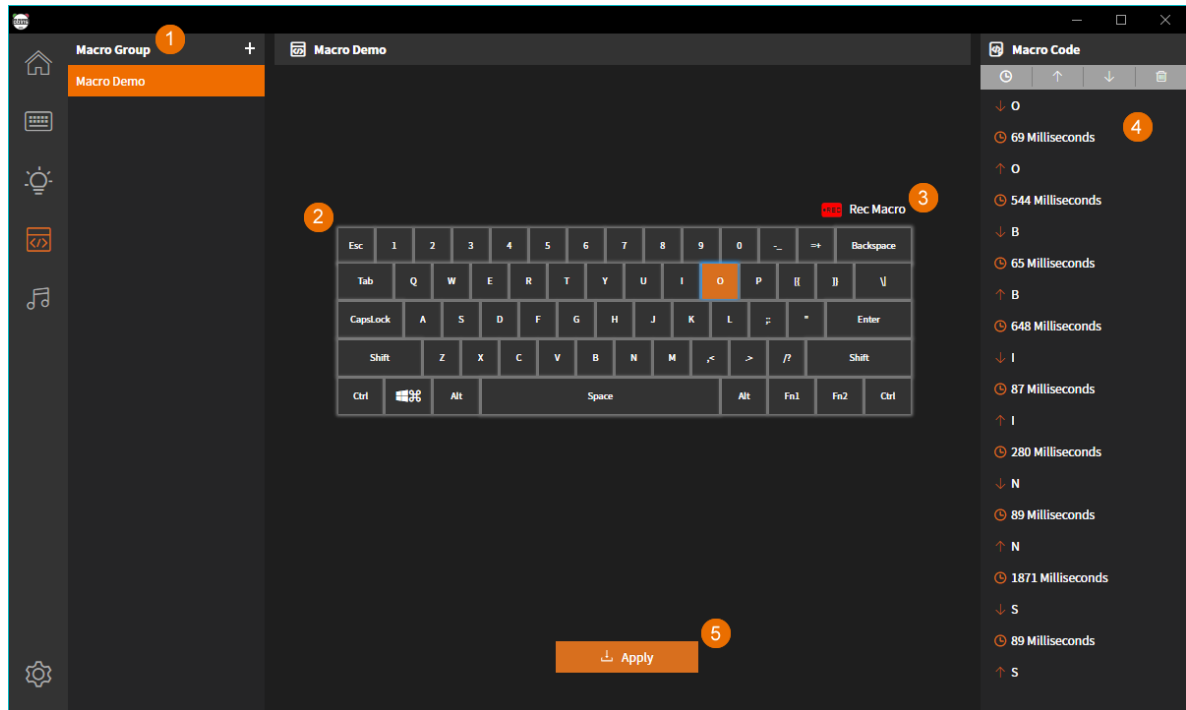 Macro Group 1 +
Macro Demo
Macro Demo
2
3
Rec Macro
Esc 1 2 3 4 5 6 7 8 9 0 -_ =+ Backspace
Tab Q W E R T Y U I O P [{ ]} \|
CapsLock A S D F G H J K L ;: " Enter
Shift Z X C V B N M ,< .> /? Shift
Ctrl ⌘ Alt Space Alt Fn1 Fn2 Ctrl
5
Apply
Macro Code
4
↓ O
69 Milliseconds
↑ O
544 Milliseconds
↓ B
65 Milliseconds
↑ B
648 Milliseconds
↓ I
87 Milliseconds
↑ I
280 Milliseconds
↓ N
89 Milliseconds
↑ N
1871 Milliseconds
↓ S
89 Milliseconds
↑ S